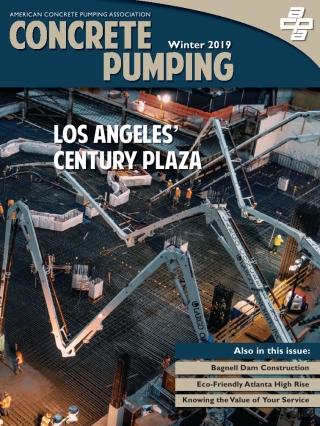 AMERICAN CONCRETE PUMPING ASSOCIATION
CONCRETE
PUMPING
Winter 2019
acpa
LOS ANGELES'
CENTURY PLAZA
Also in this issue:
Bagnell Dam Construction
Eco-Friendly Atlanta High Rise
Knowing the Value of Your Service